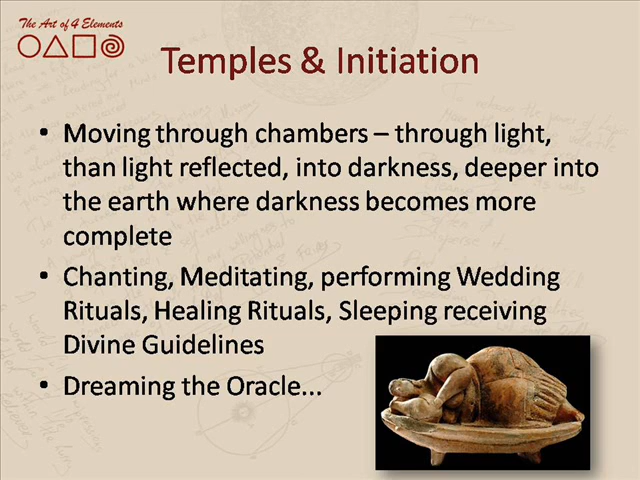 The Art of 4 Elements
Temples & Initiation
• Moving through chambers – through light,
than light reflected, into darkness, deeper into
the earth where darkness becomes more
complete
• Chanting, Meditating, performing Wedding
Rituals, Healing Rituals, Sleeping receiving
Divine Guidelines
• Dreaming the Oracle...